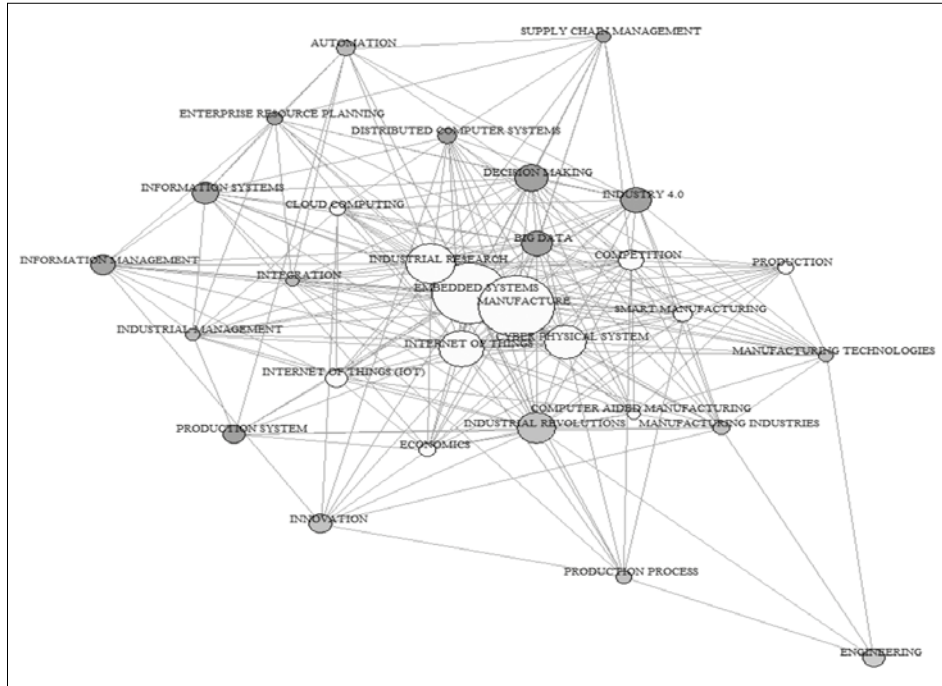 SUPPLY CHAIN MANAGEMENT
AUTOMATION
ENTERPRISE RESOURCE PLANNING
DISTRIBUTED COMPUTER SYSTEMS
DECISION MAKING
INFORMATION SYSTEMS
INDUSTRY 4.0
CLOUD COMPUTING
BIG DATA
COMPETITION
INFORMATION MANAGEMENT
INDUSTRIAL RESEARCH
PRODUCTION
INTEGRATION
EMBEDDED SYSTEMS
MANUFACTURE
SMART MANUFACTURING
INDUSTRIAL MANAGEMENT
CYBER PHYSICAL SYSTEM
INTERNET OF THINGS
MANUFACTURING TECHNOLOGIES
INTERNET OF THINGS (IOT)
COMPUTER AIDED MANUFACTURING
INDUSTRIAL REVOLUTIONS
MANUFACTURING INDUSTRIES
PRODUCTION SYSTEM
ECONOMICS
INNOVATION
PRODUCTION PROCESS
ENGINEERING